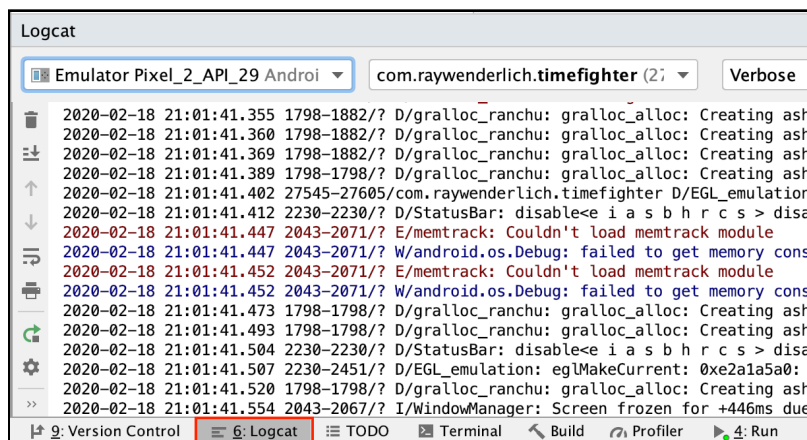 Logcat
Emulator Pixel_2_API_29 Androi com.raywenderlich.timefighter (27 Verbose
2020-02-18 21:01:41.355 1798-1882/? D/gralloc_ranchu: gralloc_alloc: Creating ash
2020-02-18 21:01:41.360 1798-1882/? D/gralloc_ranchu: gralloc_alloc: Creating ash
2020-02-18 21:01:41.369 1798-1882/? D/gralloc_ranchu: gralloc_alloc: Creating ash
2020-02-18 21:01:41.389 1798-1798/? D/gralloc_ranchu: gralloc_alloc: Creating ash
2020-02-18 21:01:41.402 27545-27605/com.raywenderlich.timefighter D/EGL_emulation
2020-02-18 21:01:41.412 2230-2230/? D/StatusBar: disable<e i a s b h r c s > disa
2020-02-18 21:01:41.447 2043-2071/? E/memtrack: Couldn't load memtrack module
2020-02-18 21:01:41.447 2043-2071/? W/android.os.Debug: failed to get memory cons
2020-02-18 21:01:41.452 2043-2071/? E/memtrack: Couldn't load memtrack module
2020-02-18 21:01:41.452 2043-2071/? W/android.os.Debug: failed to get memory cons
2020-02-18 21:01:41.473 1798-1798/? D/gralloc_ranchu: gralloc_alloc: Creating ash
2020-02-18 21:01:41.493 1798-1798/? D/gralloc_ranchu: gralloc_alloc: Creating ash
2020-02-18 21:01:41.504 2230-2230/? D/StatusBar: disable<e i a s b h r c s > disa
2020-02-18 21:01:41.507 2230-2451/? D/EGL_emulation: eglMakeCurrent: 0xe2a1a5a0:
2020-02-18 21:01:41.520 1798-1798/? D/gralloc_ranchu: gralloc_alloc: Creating ash
2020-02-18 21:01:41.554 2043-2067/? I/WindowManager: Screen frozen for +446ms due
9: Version Control 6: Logcat TODO Terminal Build Profiler 4: Run